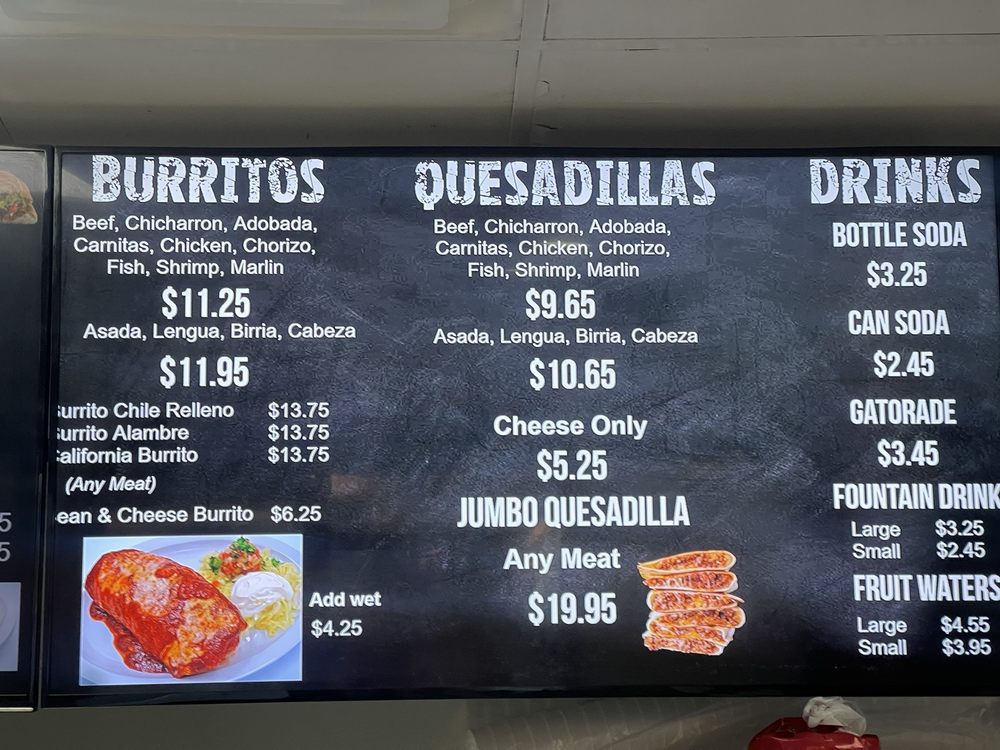 BURRITOS
Beef, Chicharron, Adobada,
Carnitas, Chicken, Chorizo,
Fish, Shrimp, Marlin
$11.25
Asada, Lengua, Birria, Cabeza
$11.95
urrito Chile Relleno $13.75
urrito Alambre $13.75
alifornia Burrito $13.75
(Any Meat)
ean & Cheese Burrito $6.25
Add wet
$4.25
QUESADILLAS
Beef, Chicharron, Adobada,
Carnitas, Chicken, Chorizo,
Fish, Shrimp, Marlin
$9.65
Asada, Lengua, Birria, Cabeza
$10.65
Cheese Only
$5.25
JUMBO QUESADILLA
Any Meat
$19.95
DRINKS
BOTTLE SODA
$3.25
CAN SODA
$2.45
GATORADE
$3.45
FOUNTAIN DRINK
Large $3.25
Small $2.45
FRUIT WATERS
Large $4.55
Small $3.95
5
5